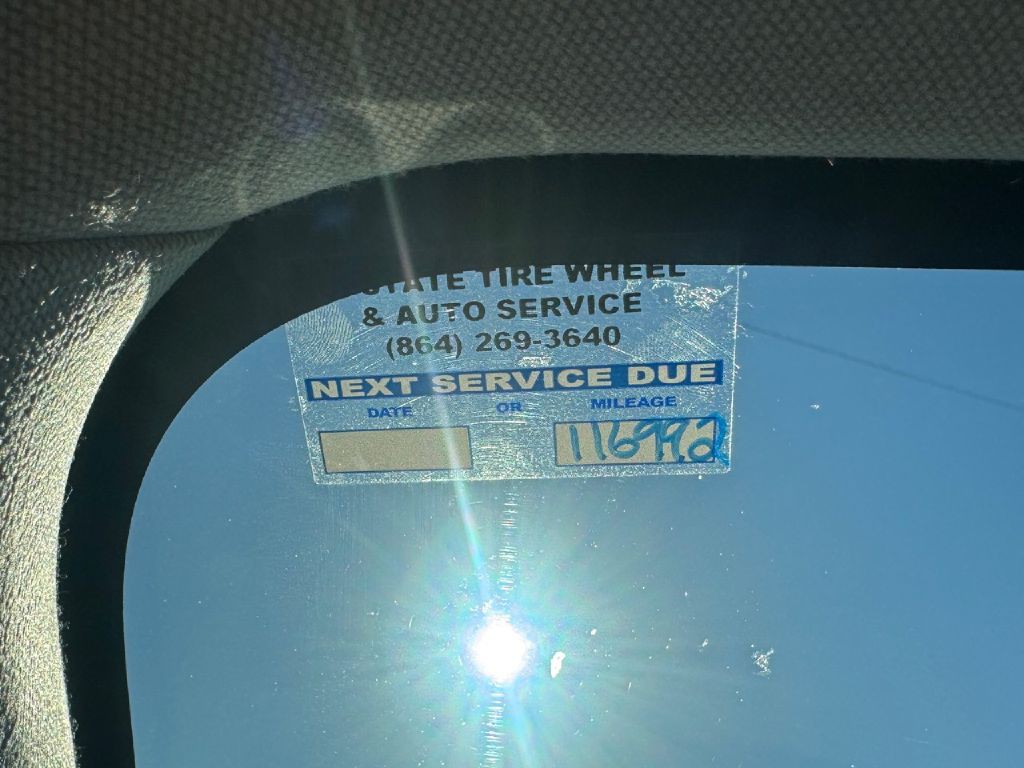 STATE TIRE WHEEL
& AUTO SERVICE
(864) 269-3640
NEXT SERVICE DUE
DATE OR MILEAGE
116992